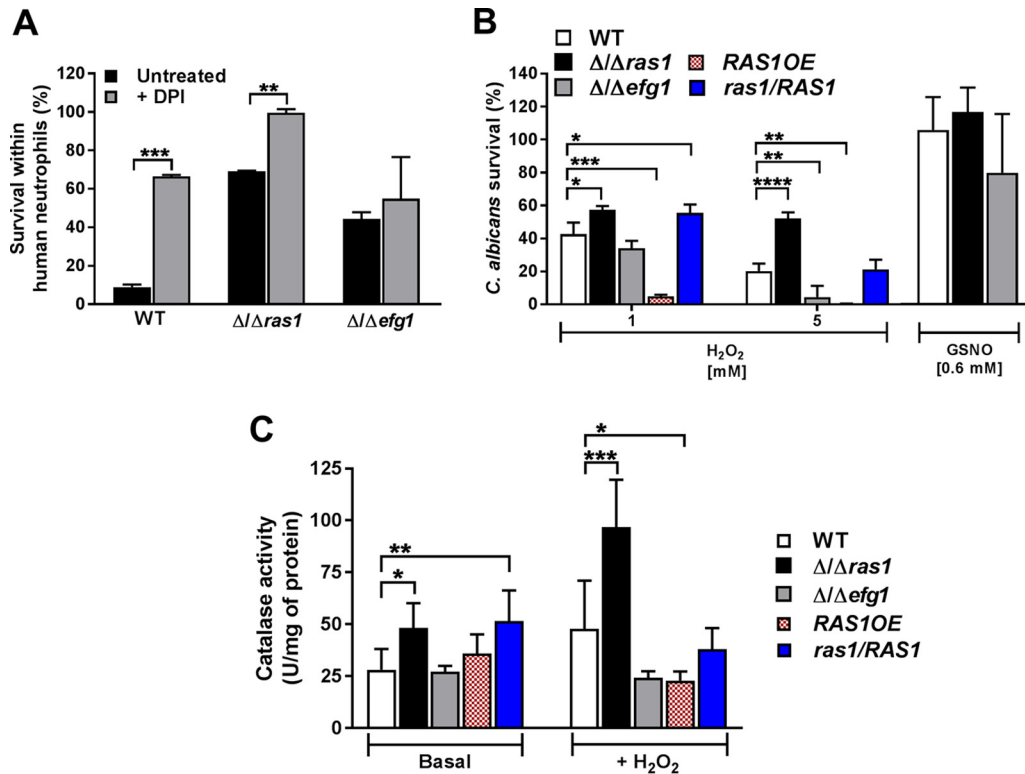 A
Survival within
human neutrophils (%)
120
100
80
60
40
20
0
Untreated
+ DPI
***
**
WT
Δ/Δras1
Δ/Δefg1
B
WT
Δ/Δras1
RAS1OE
Δ/Δefg1
ras1/RAS1
C. albicans survival (%)
140
120
100
80
60
40
20
0
*
***
*
**
**
****
1
5
H₂O₂
[mM]
GSNO
[0.6 mM]
C
Catalase activity
(U/mg of protein)
125
100
75
50
25
0
**
*
*
***
Basal
+ H₂O₂
WT
Δ/Δras1
Δ/Δefg1
RAS1OE
ras1/RAS1